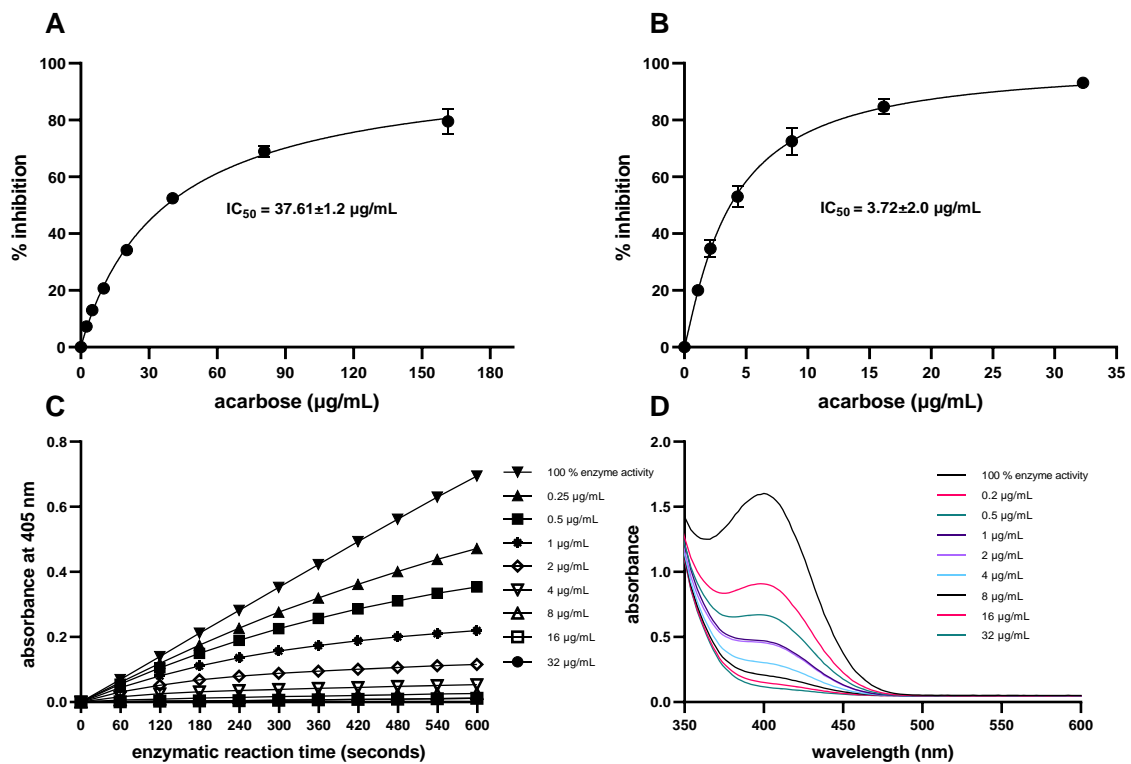 A
100
80
60
40
20
0
% inhibition
IC50 = 37.61±1.2 µg/mL
0 30 60 90 120 150 180
acarbose (µg/mL)
B
100
80
60
40
20
0
% inhibition
IC50 = 3.72±2.0 µg/mL
0 5 10 15 20 25 30 35
acarbose (µg/mL)
C
0.8
0.6
0.4
0.2
0.0
absorbance at 405 nm
0 60 120 180 240 300 360 420 480 540 600
enzymatic reaction time (seconds)
100 % enzyme activity
0.25 µg/mL
0.5 µg/mL
1 µg/mL
2 µg/mL
4 µg/mL
8 µg/mL
16 µg/mL
32 µg/mL
D
2.0
1.5
1.0
0.5
0.0
absorbance
350 400 450 500 550 600
wavelength (nm)
100 % enzyme activity
0.2 µg/mL
0.5 µg/mL
1 µg/mL
2 µg/mL
4 µg/mL
8 µg/mL
16 µg/mL
32 µg/mL